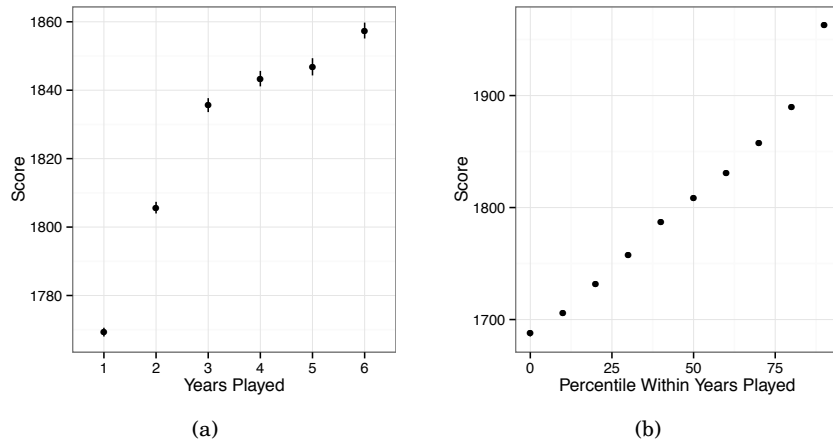 1860
1840
1820
1800
1780
Score
1 2 3 4 5 6
Years Played
(a)
1900
1800
1700
Score
0 25 50 75
Percentile Within Years Played
(b)